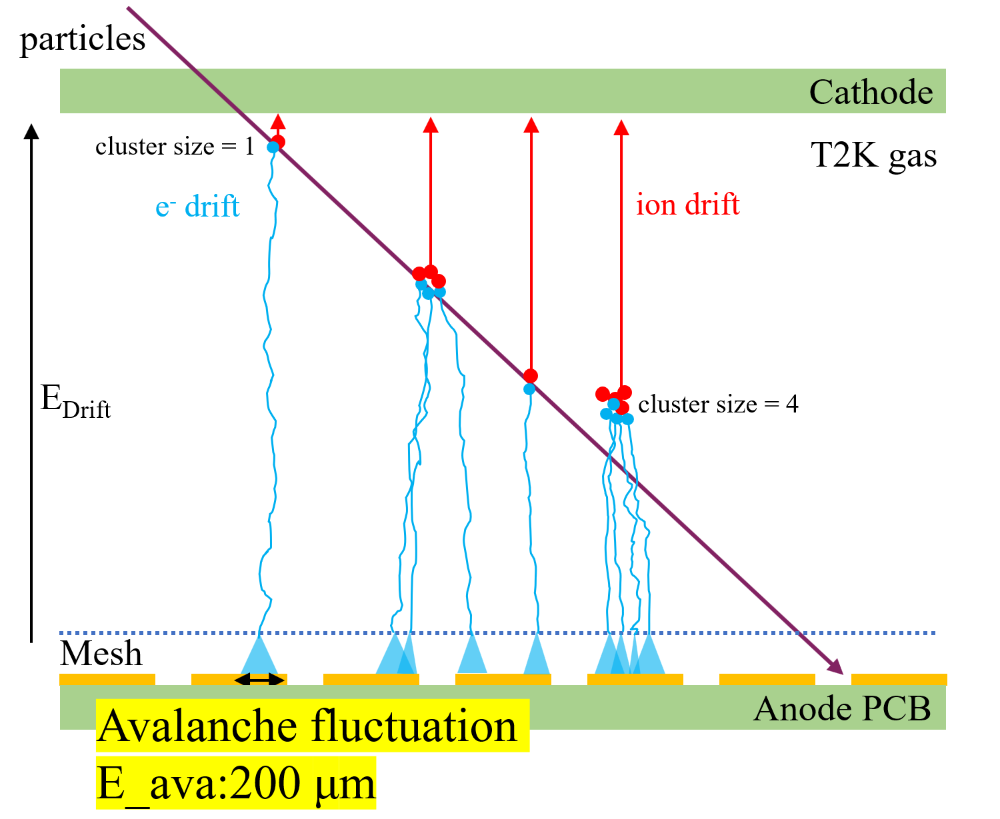 particles
Cathode
cluster size = 1
T2K gas
e- drift
ion drift
EDrift
cluster size = 4
Mesh
Anode PCB
Avalanche fluctuation
E_ava:200 μm